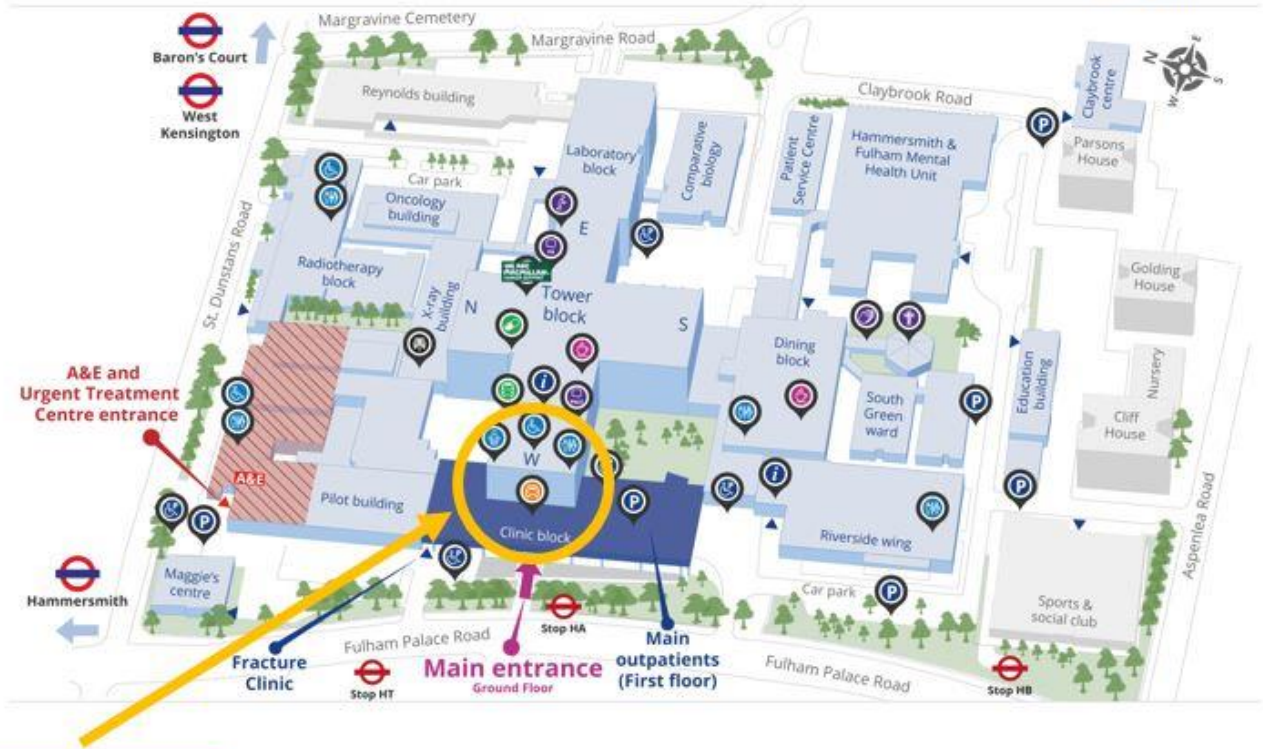 Margravine Cemetery
Margravine Road
Baron's Court
West
Kensington
Reynolds building
Claybrook Road
Claybrook
centre
N
E
S
W
Parsons
House
Laboratory
block
Comparative
biology
Patient
Service Centre
Hammersmith &
Fulham Mental
Health Unit
P
Car park
Oncology
building
E
St. Dunstans Road
Radiotherapy
block
X-ray
building
N
WE ARE
MACMILLAN.
CANCER SUPPORT
Tower
block
S
Golding
House
Dining
block
South
Green
ward
P
Education
building
Nursery
Cliff
House
A&E and
Urgent Treatment
Centre entrance
i
W
A&E
Pilot building
P
Clinic block
i
Riverside wing
P
P
Aspenlea Road
Maggie's
centre
Hammersmith
Car park
P
Sports &
social club
Fulham Palace Road
Stop HA
Fracture
Clinic
Stop HT
Main entrance
Ground Floor
Main
outpatients
(First floor)
Fulham Palace Road
Stop HB